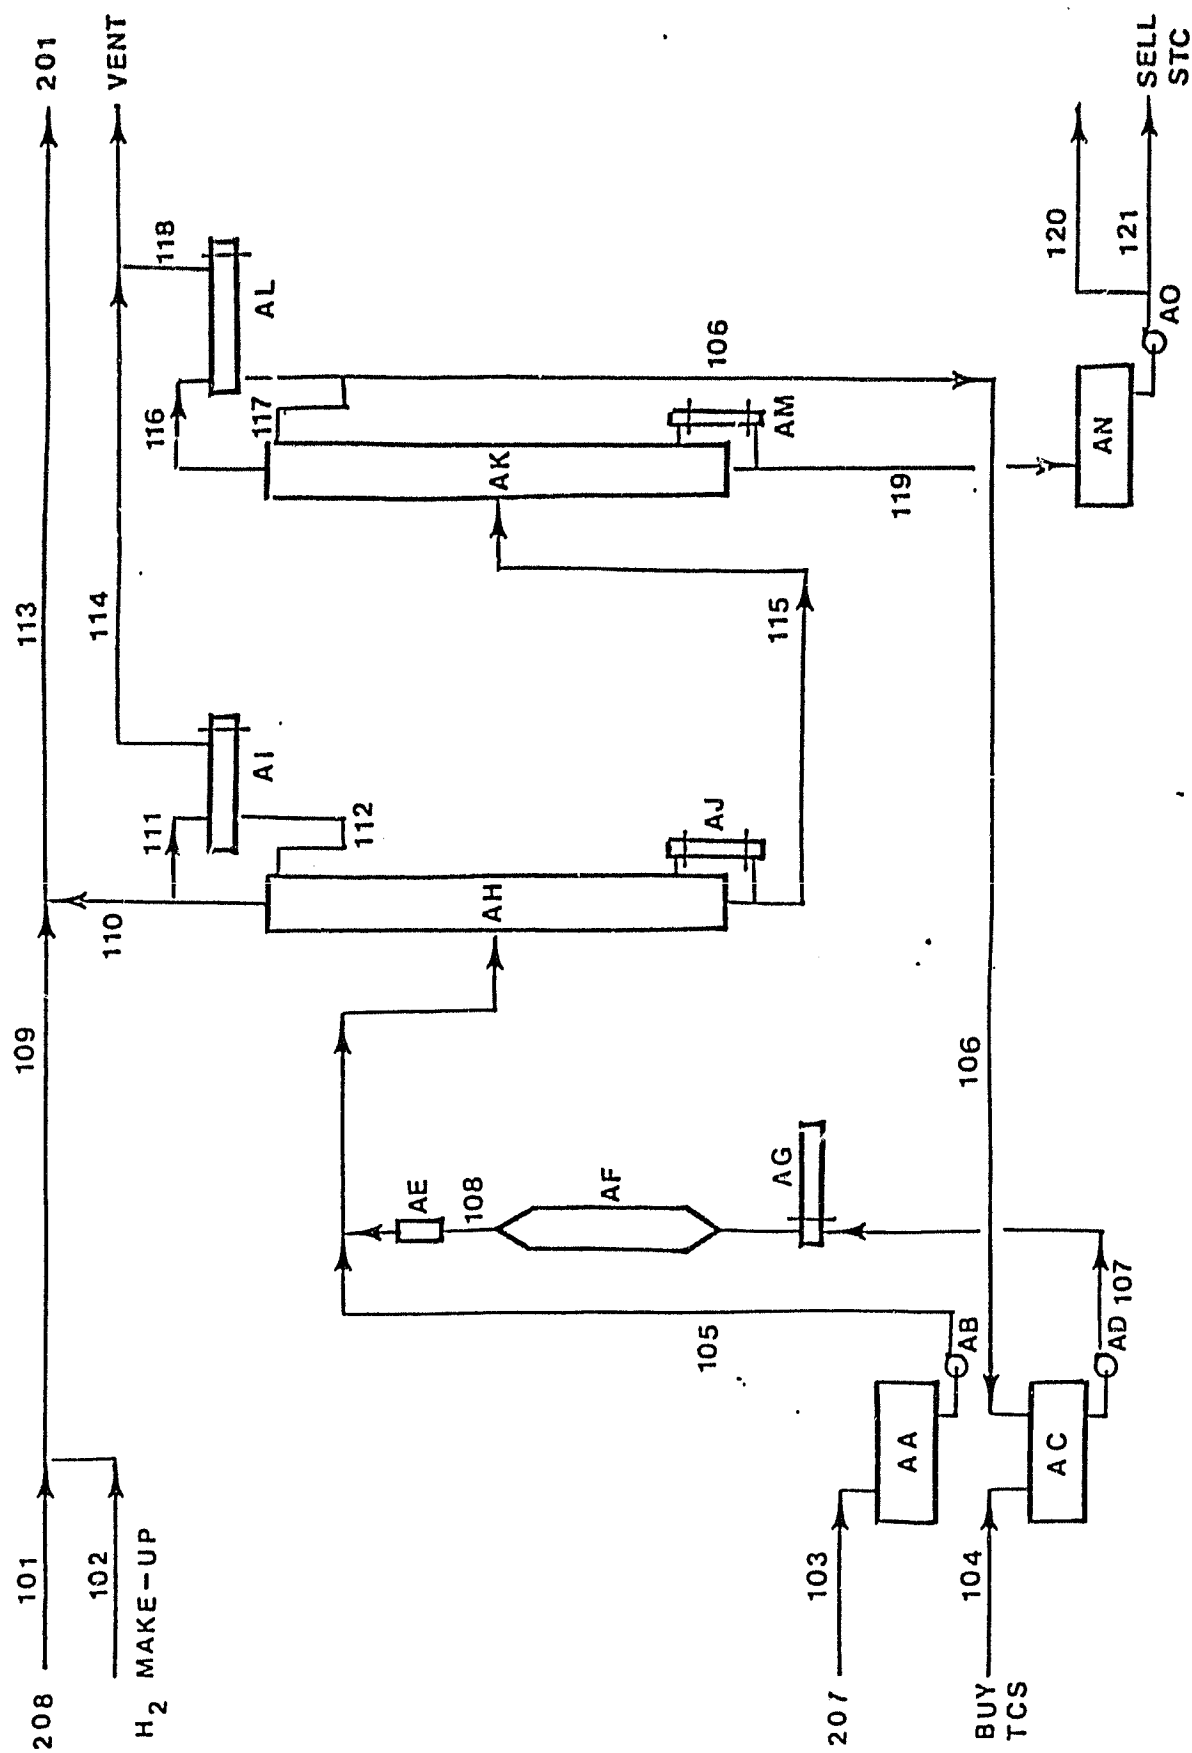 208
101
109
113
201
102
H₂ MAKE-UP
110
114
VENT
111
AI
116
118
AL
112
117
AE
108
AH
AK
AF
105
AJ
106
AG
115
AM
207
103
AA
119
AB
106
BUY
TCS
104
AC
AD
107
AN
120
121
AO
SELL
STC